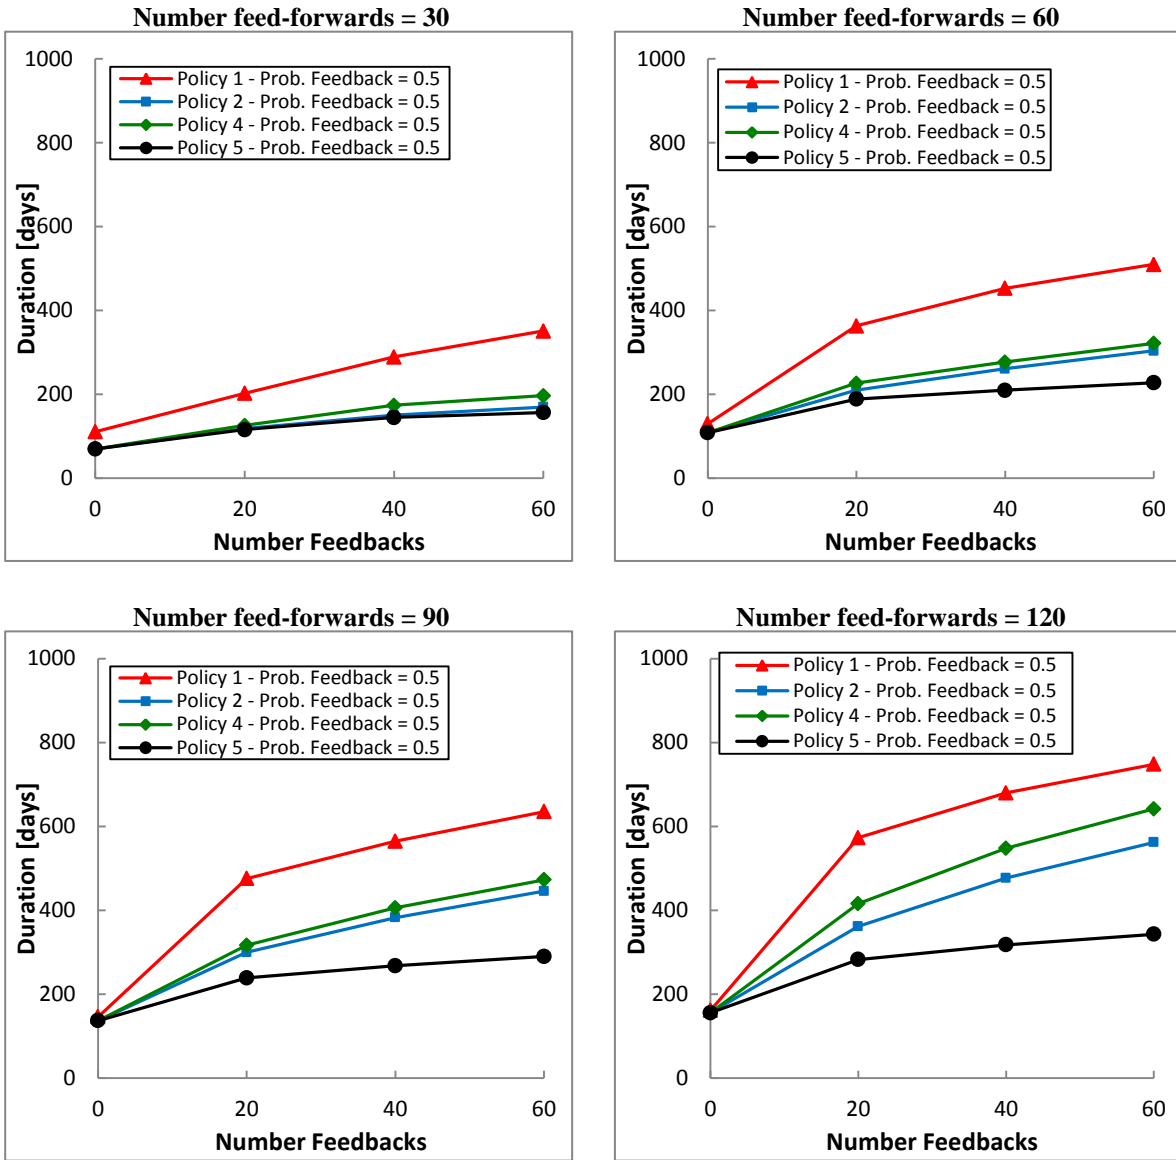 Number feed-forwards = 30
1000
800
600
400
200
0
Duration [days]
Policy 1 - Prob. Feedback = 0.5
Policy 2 - Prob. Feedback = 0.5
Policy 4 - Prob. Feedback = 0.5
Policy 5 - Prob. Feedback = 0.5
0 20 40 60
Number Feedbacks
Number feed-forwards = 60
1000
800
600
400
200
0
Duration [days]
Policy 1 - Prob. Feedback = 0.5
Policy 2 - Prob. Feedback = 0.5
Policy 4 - Prob. Feedback = 0.5
Policy 5 - Prob. Feedback = 0.5
0 20 40 60
Number Feedbacks
Number feed-forwards = 90
1000
800
600
400
200
0
Duration [days]
Policy 1 - Prob. Feedback = 0.5
Policy 2 - Prob. Feedback = 0.5
Policy 4 - Prob. Feedback = 0.5
Policy 5 - Prob. Feedback = 0.5
0 20 40 60
Number Feedbacks
Number feed-forwards = 120
1000
800
600
400
200
0
Duration [days]
Policy 1 - Prob. Feedback = 0.5
Policy 2 - Prob. Feedback = 0.5
Policy 4 - Prob. Feedback = 0.5
Policy 5 - Prob. Feedback = 0.5
0 20 40 60
Number Feedbacks